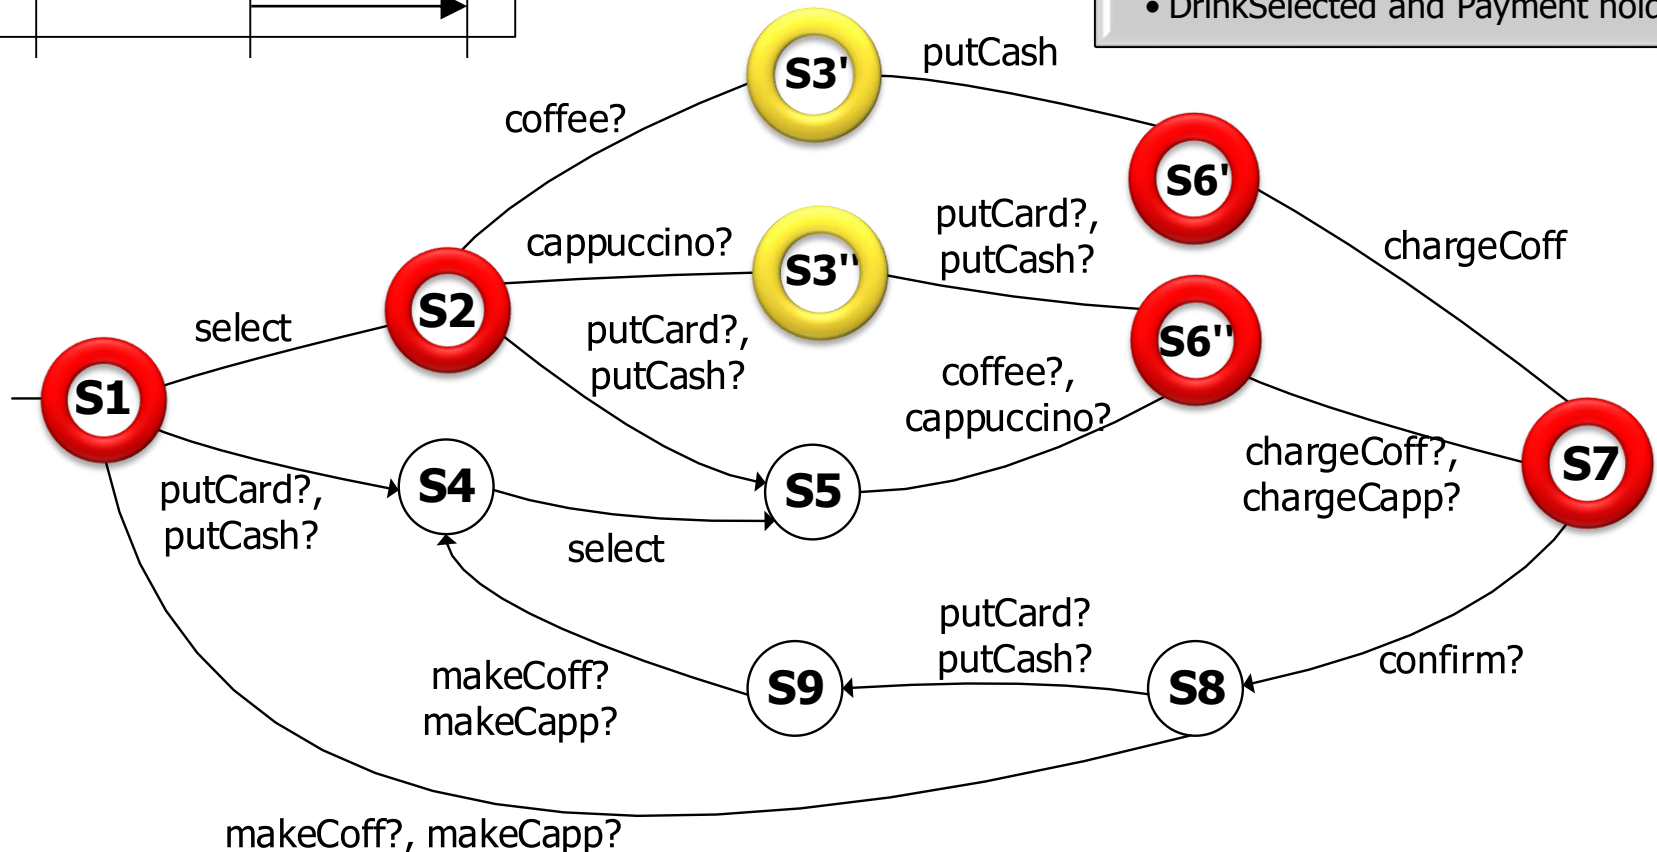 • DrinkSelected and Payment hold
S3'
putCash
coffee?
S6'
putCard?,
putCash?
cappuccino?
S3''
chargeCoff
S2
select
putCard?,
putCash?
S6''
coffee?,
cappuccino?
S1
chargeCoff?,
chargeCapp?
S7
putCard?,
putCash?
S4
S5
select
putCard?
putCash?
confirm?
makeCoff?
makeCapp?
S9
S8
makeCoff?, makeCapp?